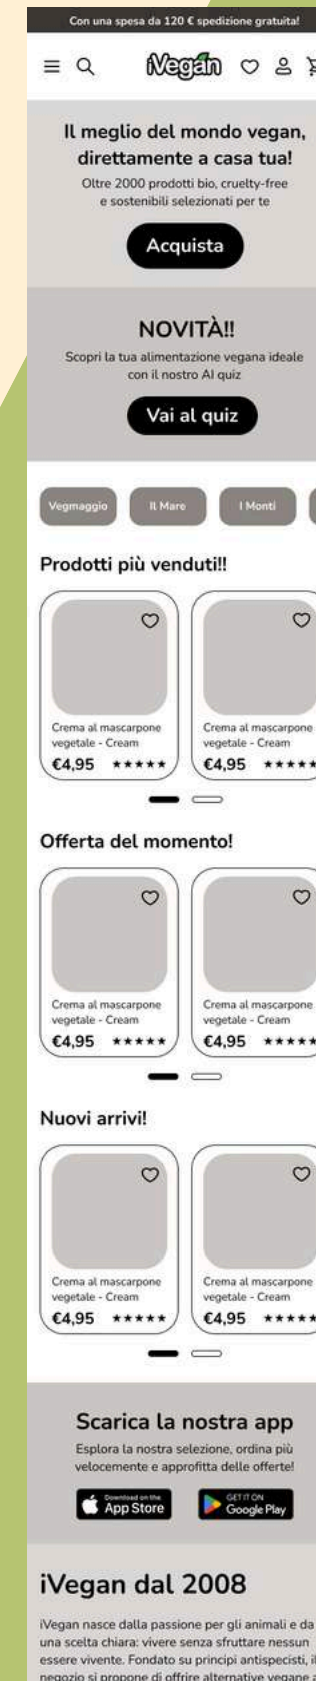 Con una spesa da 120 € spedizione gratuita!
iVegan
Il meglio del mondo vegan,
direttamente a casa tua!
Oltre 2000 prodotti bio, cruelty-free
e sostenibili selezionati per te
Acquista
NOVITÀ!!
Scopri la tua alimentazione vegana ideale
con il nostro AI quiz
Vai al quiz
Vegmaggio Il Mare I Monti
Prodotti più venduti!!
Crema al mascarpone
vegetale - Cream
€4,95 ★★★★★
Crema al mascarpone
vegetale - Cream
€4,95 ★★★★★
Offerta del momento!
Crema al mascarpone
vegetale - Cream
€4,95 ★★★★★
Crema al mascarpone
vegetale - Cream
€4,95 ★★★★★
Nuovi arrivi!
Crema al mascarpone
vegetale - Cream
€4,95 ★★★★★
Crema al mascarpone
vegetale - Cream
€4,95 ★★★★★
Scarica la nostra app
Esplora la nostra selezione, ordina più
velocemente e approfitta delle offerte!
Download on the
App Store
GET IT ON
Google Play
iVegan dal 2008
iVegan nasce dalla passione per gli animali e da
una scelta chiara: vivere senza sfruttare nessun
essere vivente. Fondato su principi antispecisti, il
negozio si propone di offrire alternative vegane a